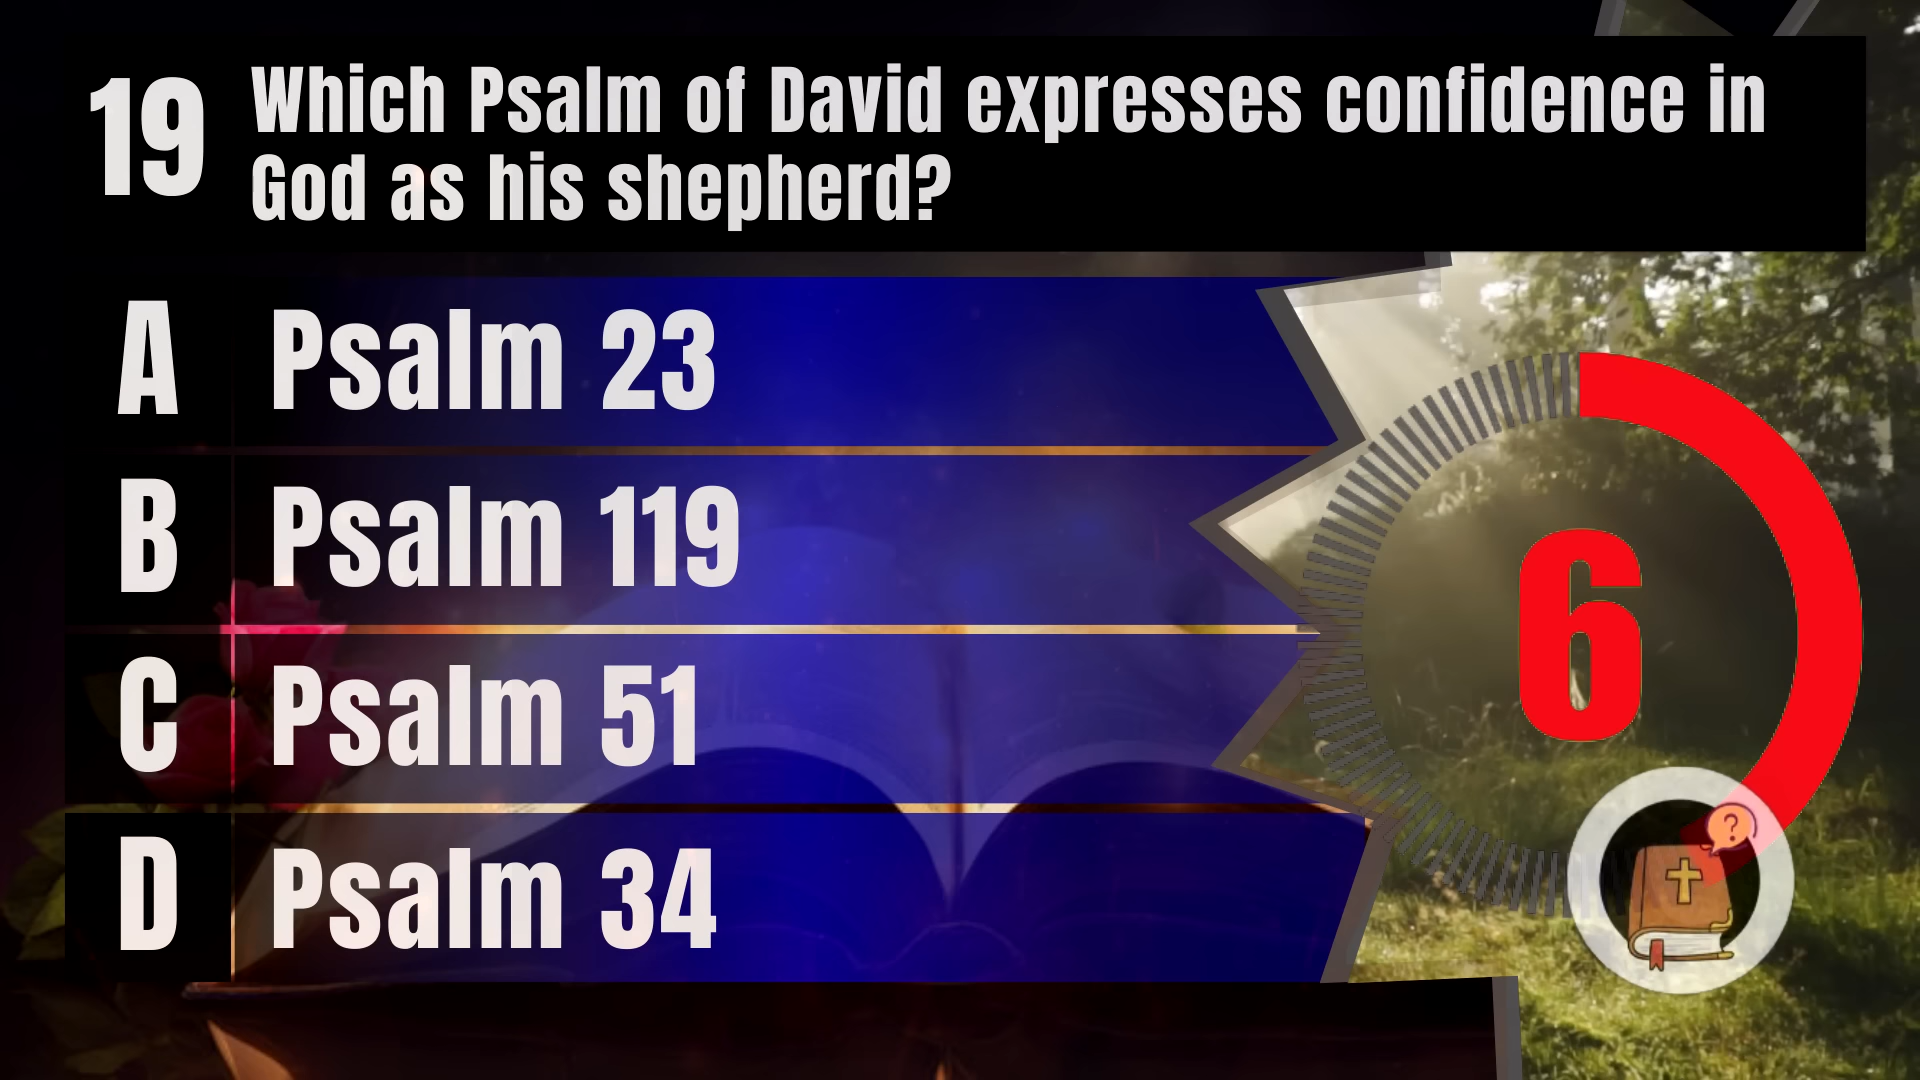 19
Which Psalm of David expresses confidence in
God as his shepherd?
A Psalm 23
B Psalm 119
C Psalm 51
D Psalm 34
6
?